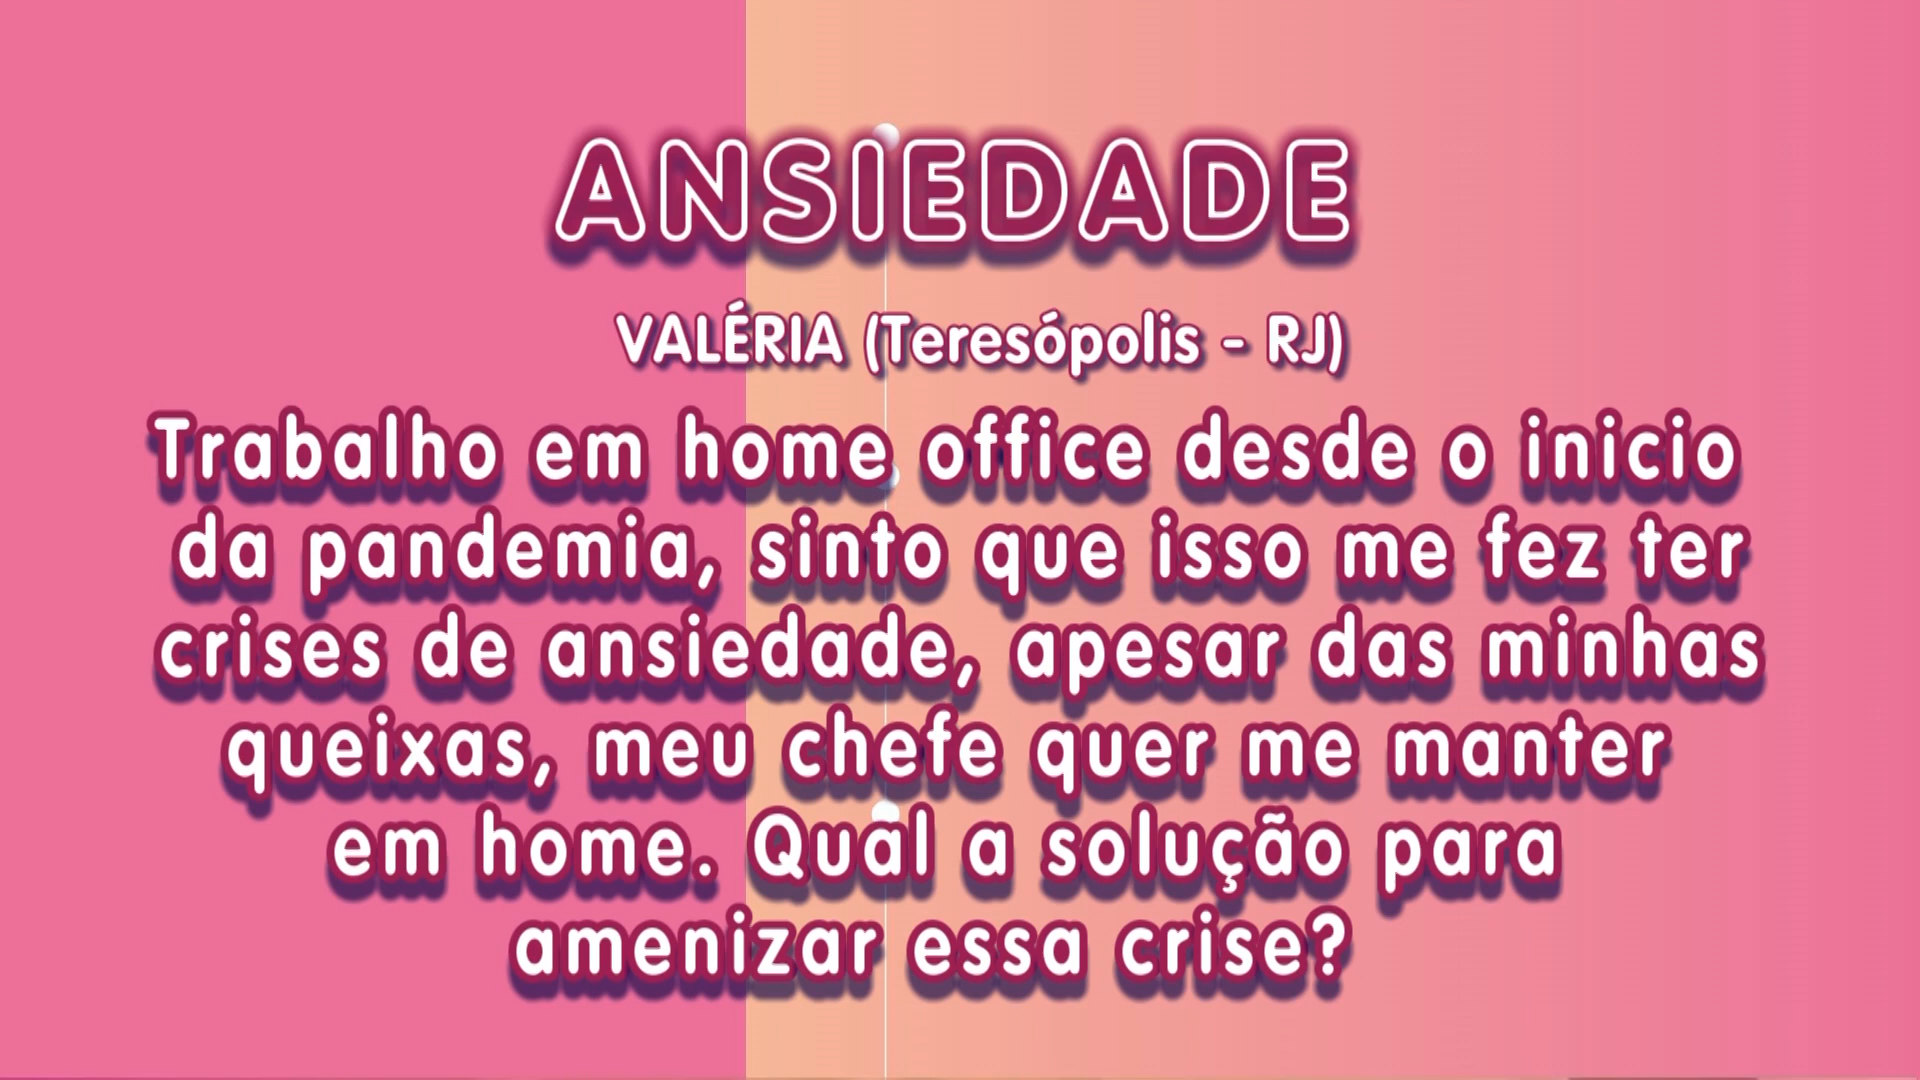 ANSIEDADE
VALÉRIA (Teresópolis - RJ)
Trabalho em home office desde o inicio
da pandemia, sinto que isso me fez ter
crises de ansiedade, apesar das minhas
queixas, meu chefe quer me manter
em home. Qual a solução para
amenizar essa crise?